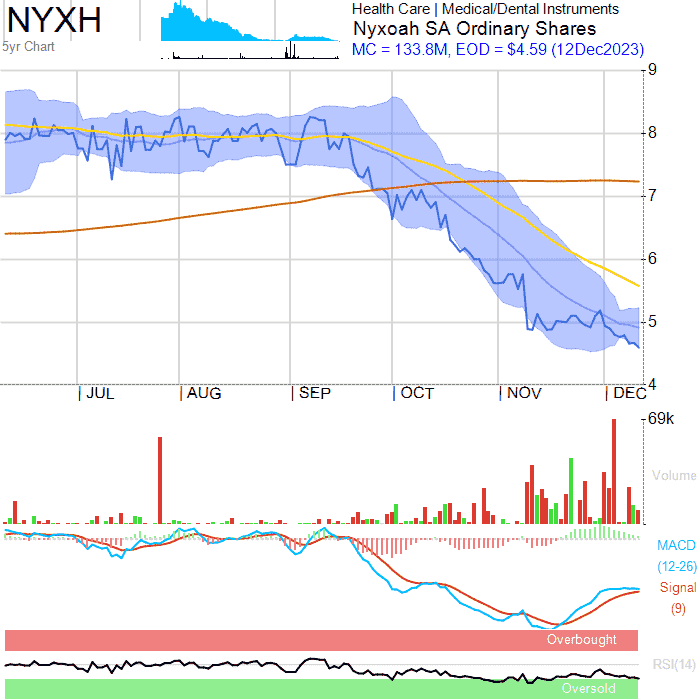 NYXH
5yr Chart
Health Care | Medical/Dental Instruments
Nyxoah SA Ordinary Shares
MC = 133.8M, EOD = $4.59 (12Dec2023)
9
8
7
6
5
4
JUL AUG SEP OCT NOV DEC
69k
Volume
MACD
(12-26)
Signal
(9)
Overbought
RSI(14)
Oversold